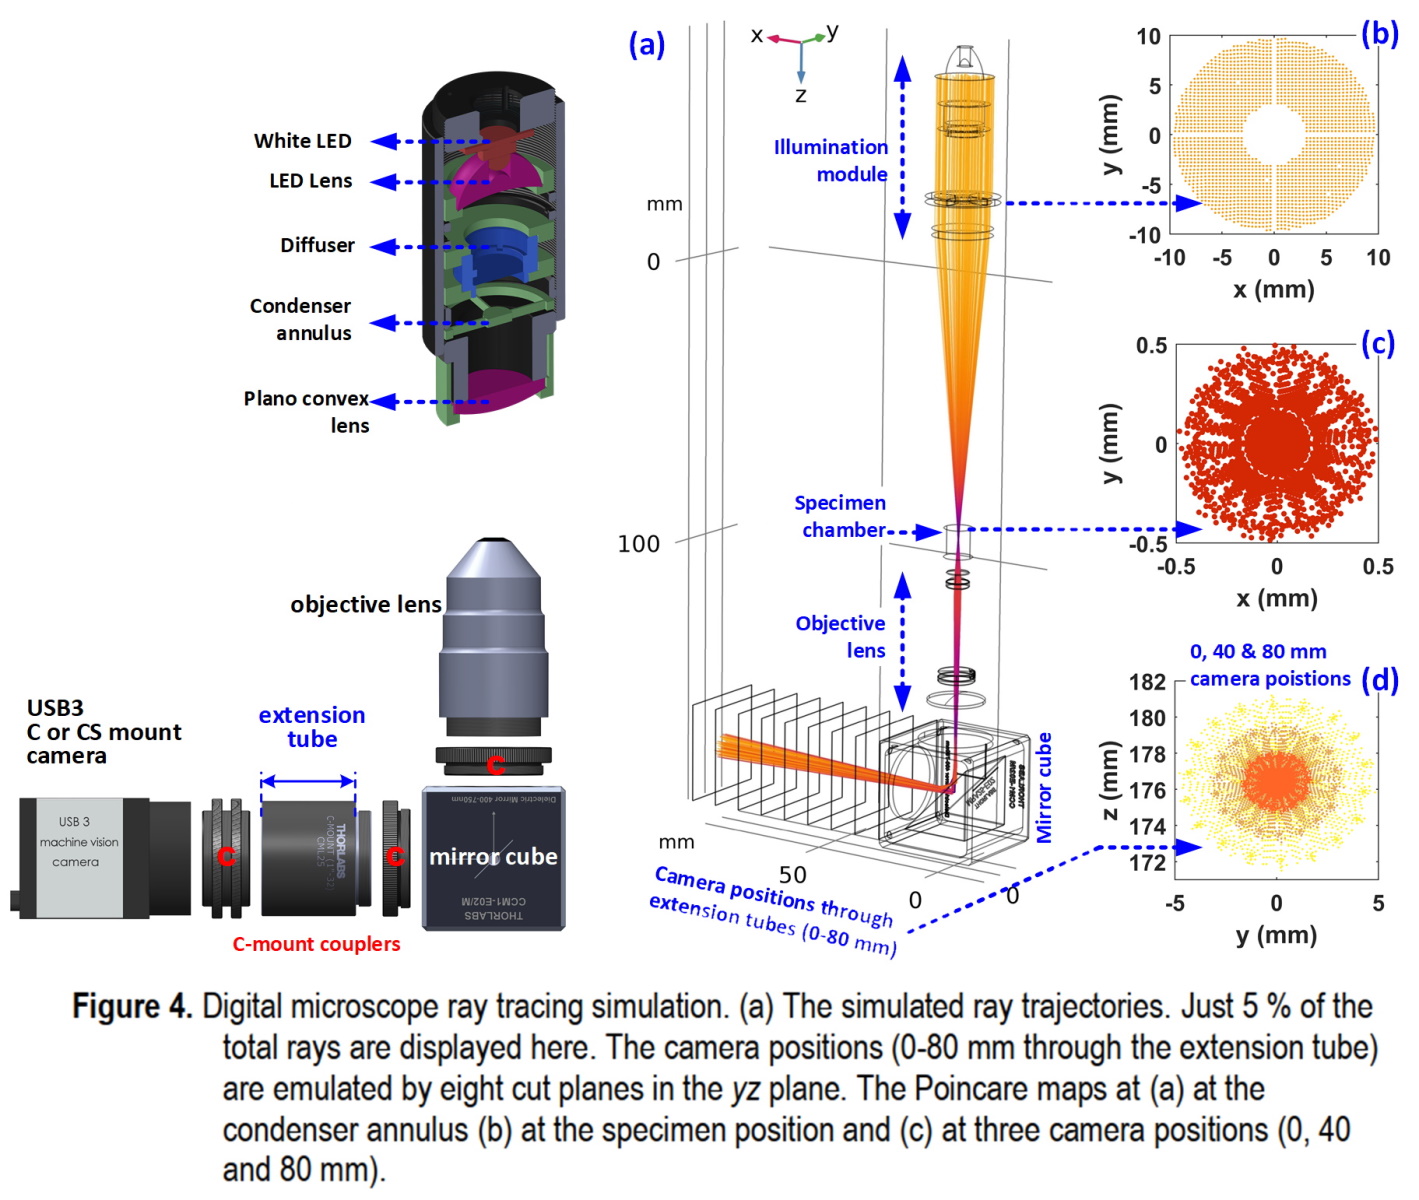 White LED
LED Lens
Diffuser
Condenser
annulus
Plano convex
lens
objective lens
USB3
C or CS mount
camera
extension
tube
C
USB 3
machine vision
camera
C
THORLABS
C-MOUNT (1"-32)
CML25
C
Dielectric Mirror 400-750nm
mirror cube
CCM1-E02/M
THORLABS
C-mount couplers
(a)
x
y
z
Illumination
module
mm
0
100
Specimen
chamber
Objective
lens
Mirror cube
mm
50
0
0
Camera positions through
extension tubes (0-80 mm)
(b)
10
5
0
-5
-10
y (mm)
-10
-5
0
5
10
x (mm)
(c)
0.5
0
-0.5
y (mm)
-0.5
0
0.5
x (mm)
0, 40 & 80 mm
camera poistions
(d)
182
180
178
176
174
172
z (mm)
-5
0
5
y (mm)
Figure 4. Digital microscope ray tracing simulation. (a) The simulated ray trajectories. Just 5 % of the
total rays are displayed here. The camera positions (0-80 mm through the extension tube)
are emulated by eight cut planes in the yz plane. The Poincare maps at (a) at the
condenser annulus (b) at the specimen position and (c) at three camera positions (0, 40
and 80 mm).